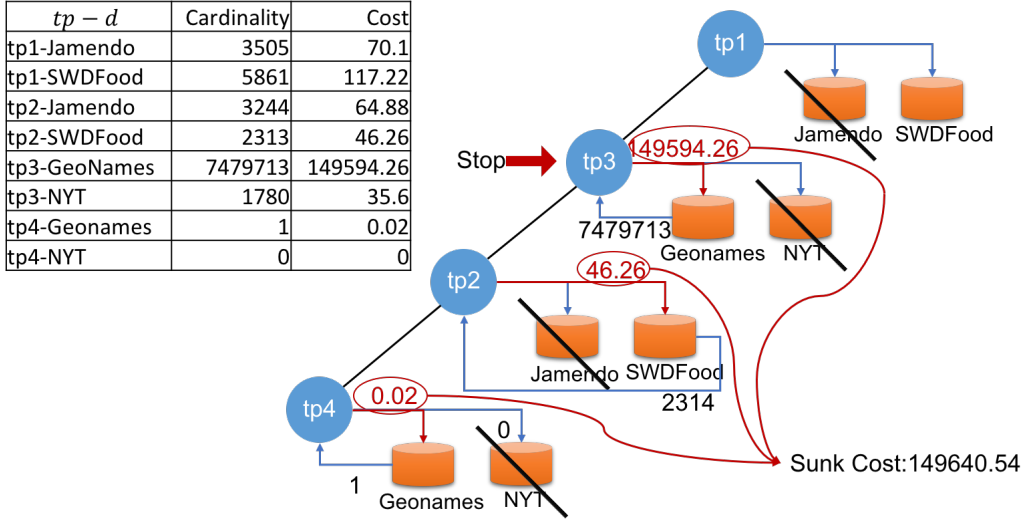 tp − d Cardinality Cost
tp1-Jamendo 3505 70.1
tp1-SWDFood 5861 117.22
tp2-Jamendo 3244 64.88
tp2-SWDFood 2313 46.26
tp3-GeoNames 7479713 149594.26
tp3-NYT 1780 35.6
tp4-Geonames 1 0.02
tp4-NYT 0 0
tp1
Jamendo SWDFood
Stop
tp3
149594.26
7479713
Geonames NYT
tp2
46.26
Jamendo SWDFood
2314
tp4
0.02
0
1
Geonames NYT
Sunk Cost:149640.54